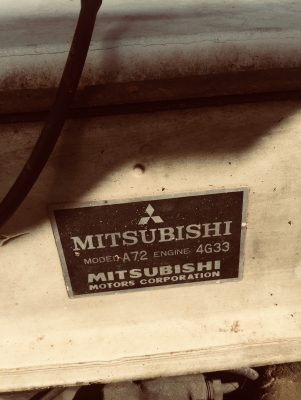 MITSUBISHI
MODEL A72 ENGINE 4G33
MITSUBISHI
MOTORS CORPORATION